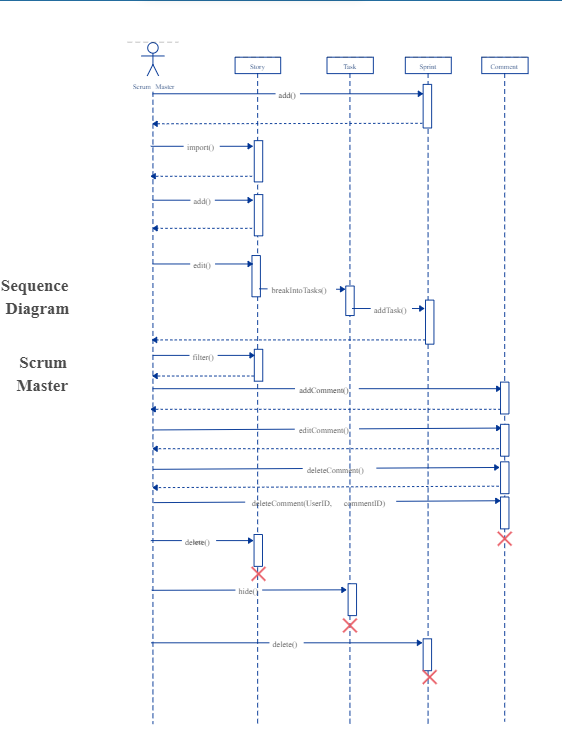 Story
Task
Sprint
Comment
Scrum Master
add()
import()
add()
edit()
Sequence
Diagram
breakIntoTasks()
addTask()
filter()
Scrum
Master
addComment()
editComment()
deleteComment()
deleteComment(UserID, commentID)
delete()
hide()
delete()